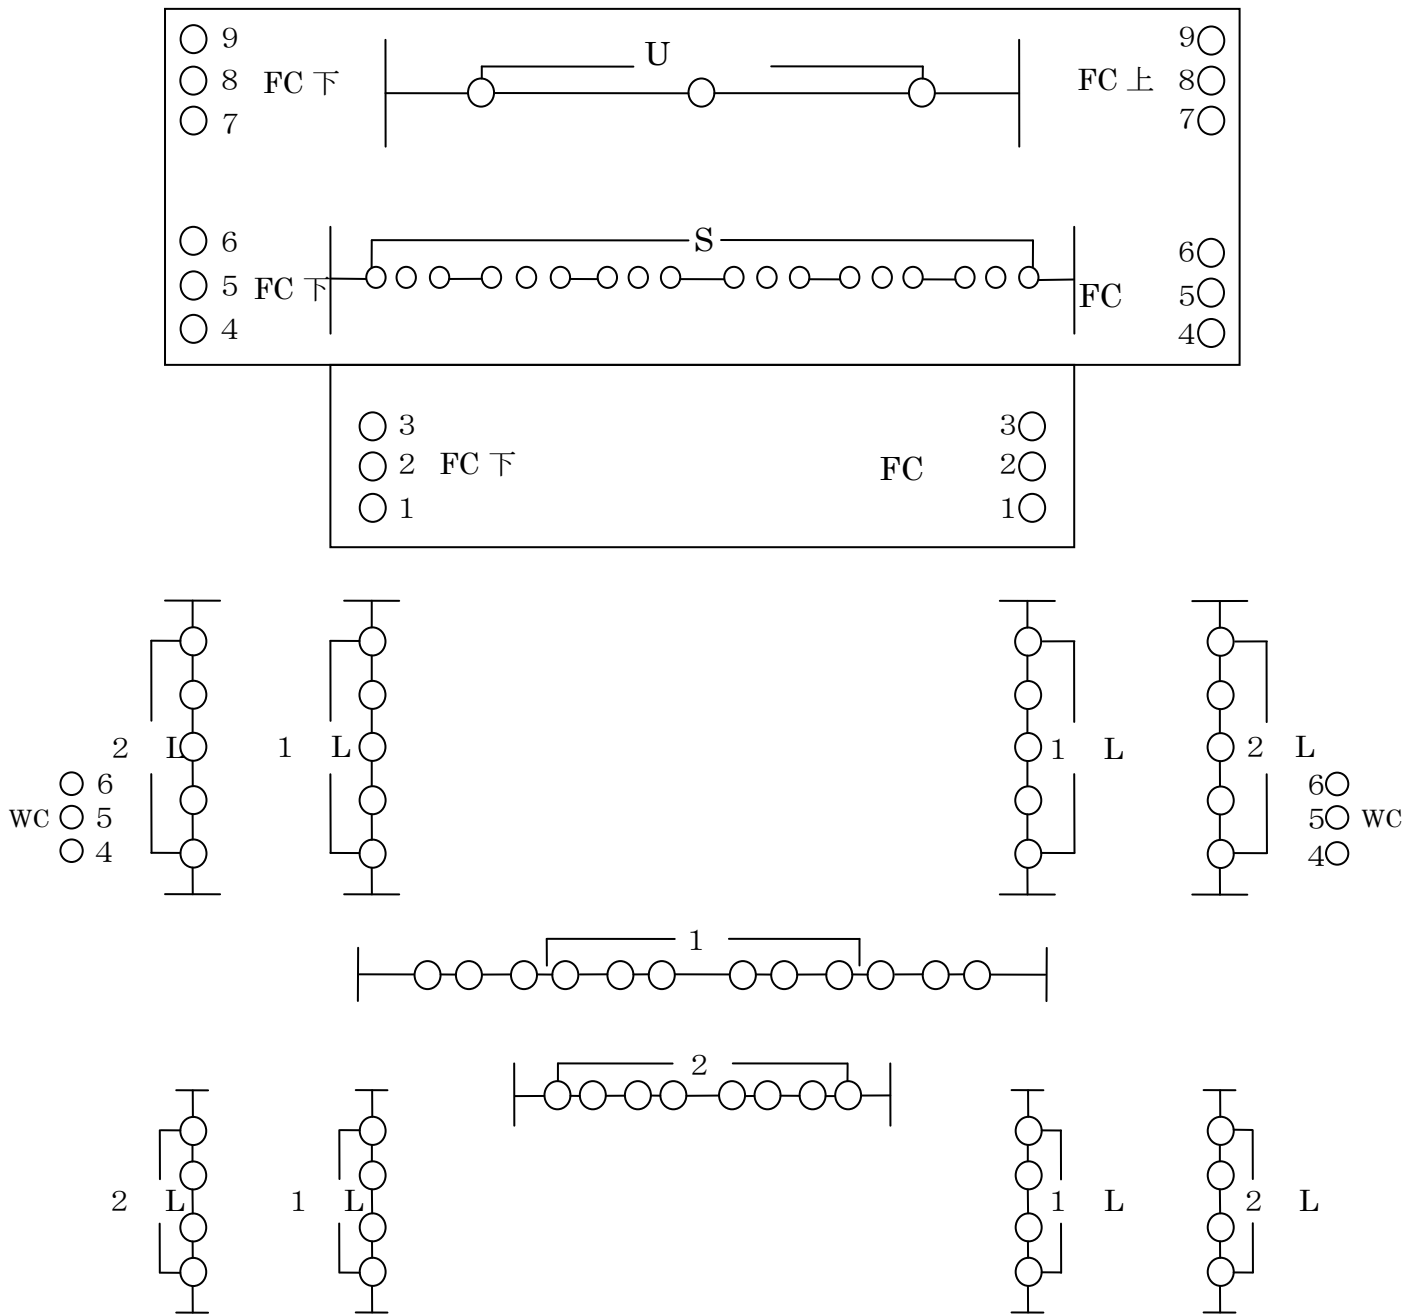 9 U 9
8 FC 下 FC 上 8
7 7
6 S 6
5 FC 下 FC 5
4 4
3 3
2 FC 下 FC 2
1 1
2 L 1 L 1 L 2 L
6 6
WC 5 5 WC
4 4
1
2
2 L 1 L 1 L 2 L